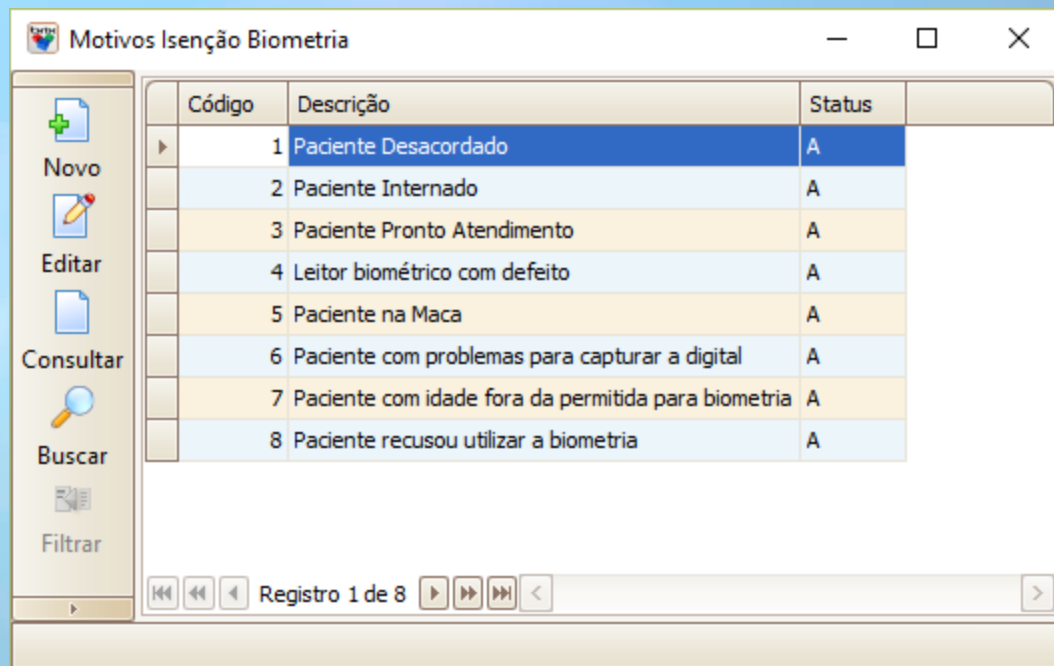 Motivos Isenção Biometria
Novo
Editar
Consultar
Buscar
Filtrar
Código Descrição Status
1 Paciente Desacordado A
2 Paciente Internado A
3 Paciente Pronto Atendimento A
4 Leitor biométrico com defeito A
5 Paciente na Maca A
6 Paciente com problemas para capturar a digital A
7 Paciente com idade fora da permitida para biometria A
8 Paciente recusou utilizar a biometria A
Registro 1 de 8